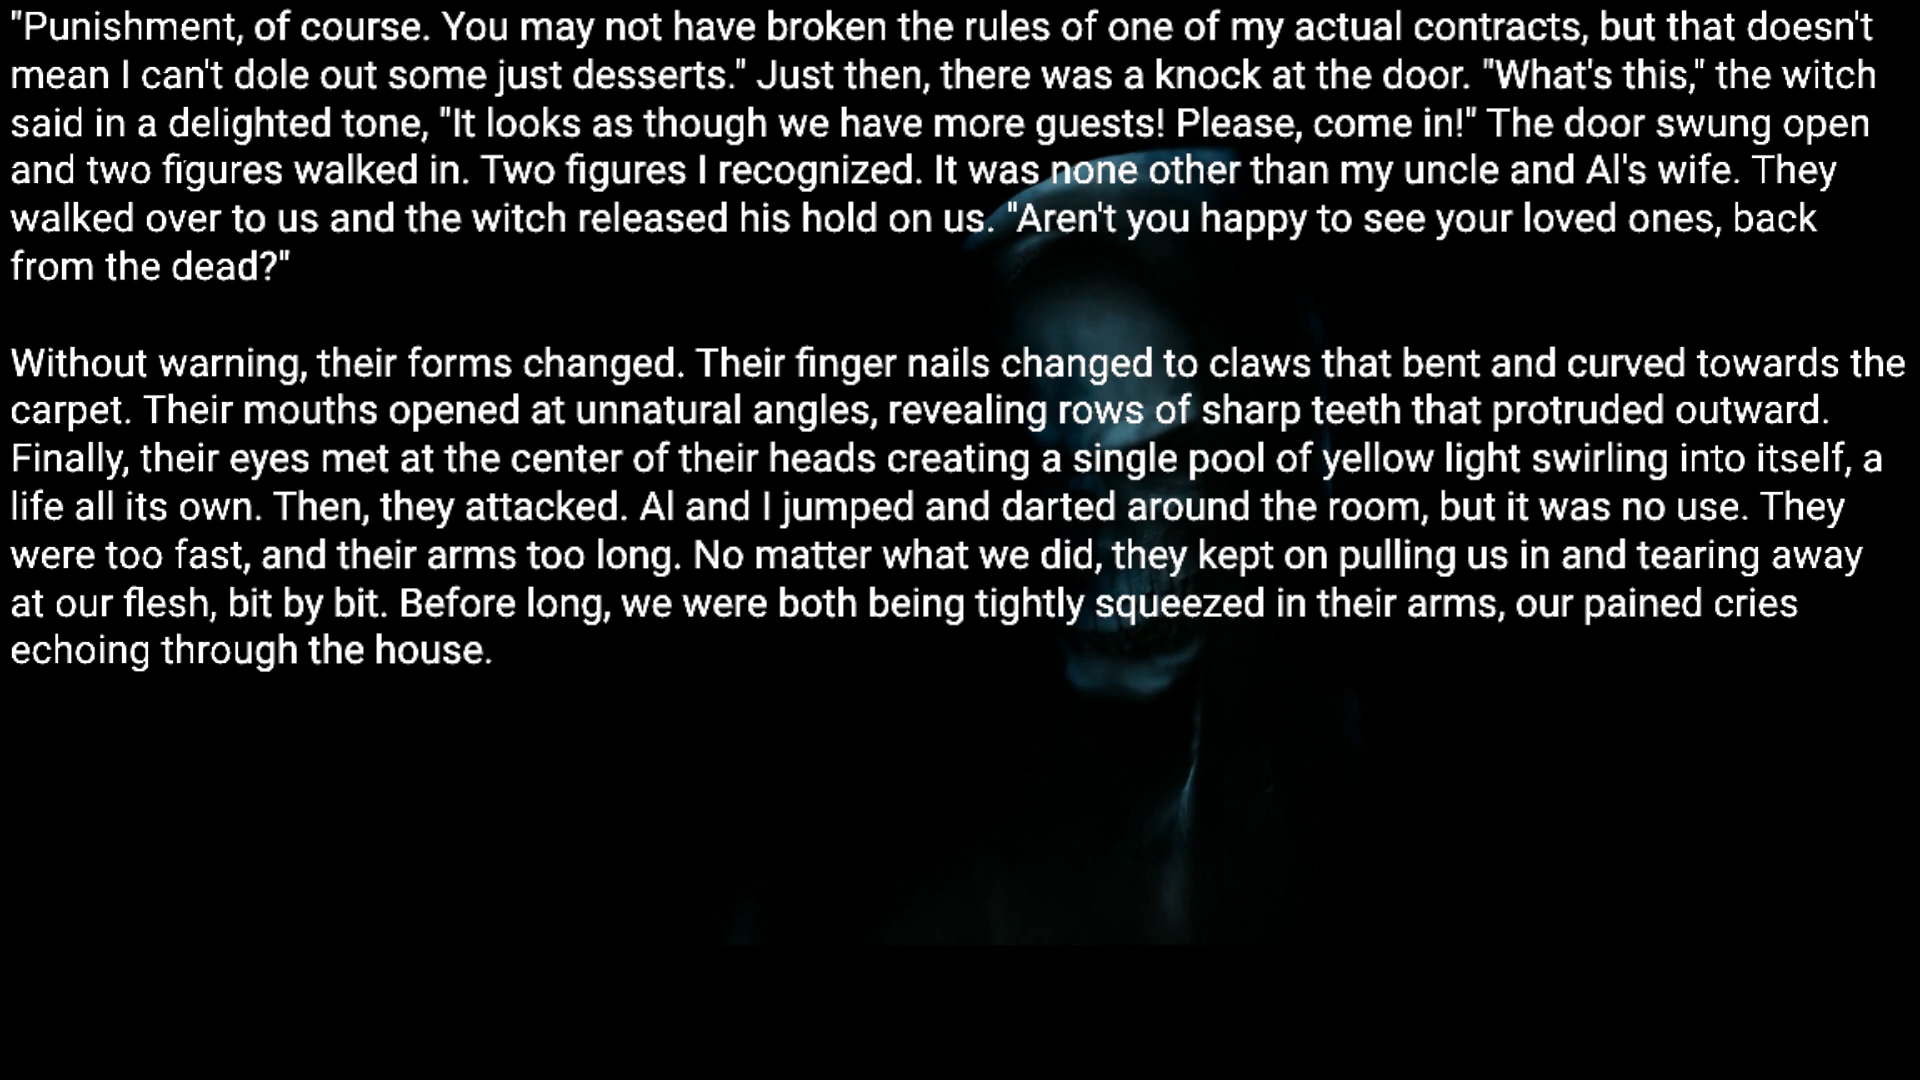 "Punishment, of course. You may not have broken the rules of one of my actual contracts, but that doesn't
mean I can't dole out some just desserts." Just then, there was a knock at the door. "What's this," the witch
said in a delighted tone, "It looks as though we have more guests! Please, come in!" The door swung open
and two figures walked in. Two figures I recognized. It was none other than my uncle and Al's wife. They
walked over to us and the witch released his hold on us. "Aren't you happy to see your loved ones, back
from the dead?"
Without warning, their forms changed. Their finger nails changed to claws that bent and curved towards the
carpet. Their mouths opened at unnatural angles, revealing rows of sharp teeth that protruded outward.
Finally, their eyes met at the center of their heads creating a single pool of yellow light swirling into itself, a
life all its own. Then, they attacked. Al and I jumped and darted around the room, but it was no use. They
were too fast, and their arms too long. No matter what we did, they kept on pulling us in and tearing away
at our flesh, bit by bit. Before long, we were both being tightly squeezed in their arms, our pained cries
echoing through the house.